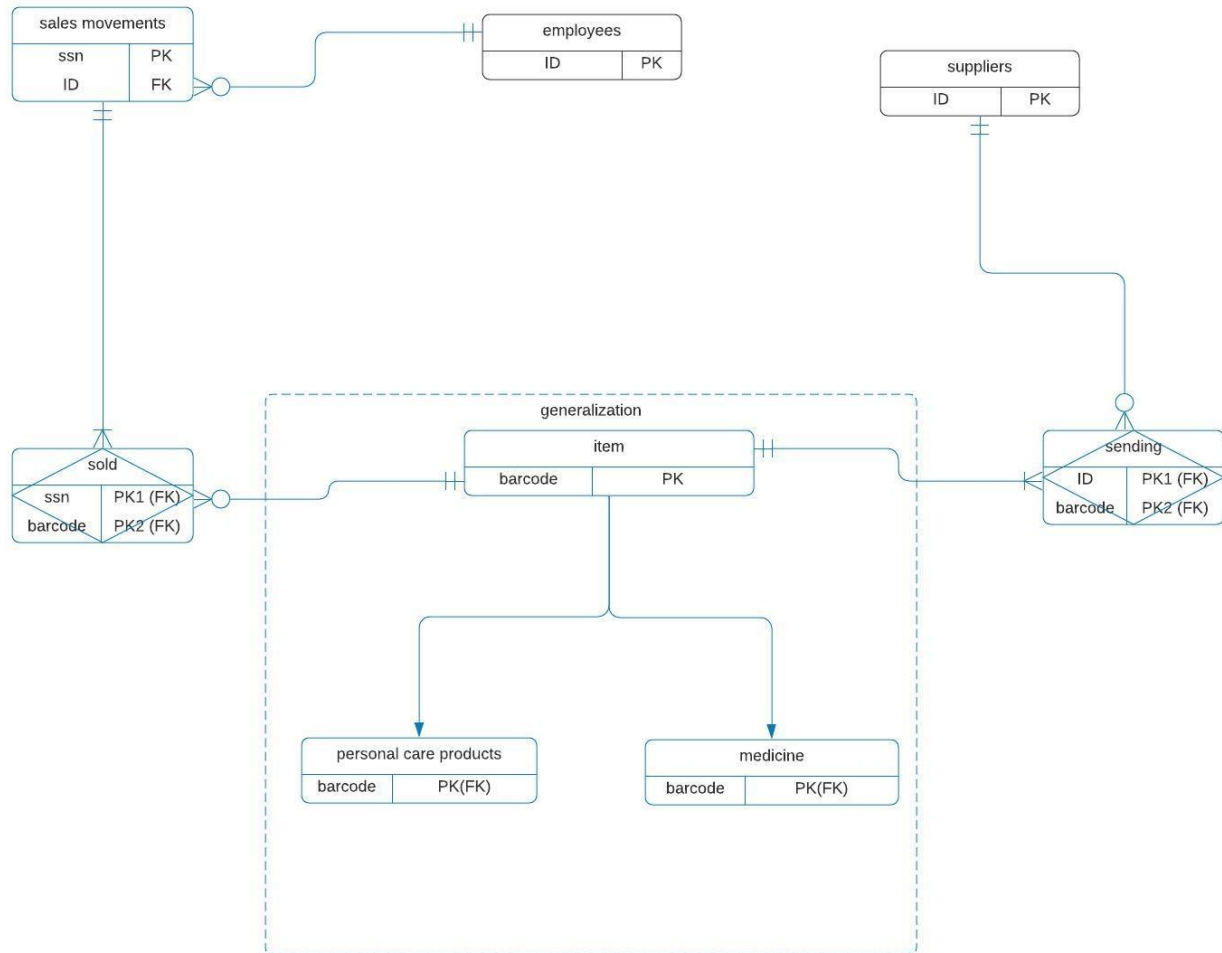 sales movements
ssn PK
ID FK
employees
ID PK
suppliers
ID PK
generalization
item
barcode PK
sold
ssn PK1 (FK)
barcode PK2 (FK)
sending
ID PK1 (FK)
barcode PK2 (FK)
personal care products
barcode PK(FK)
medicine
barcode PK(FK)